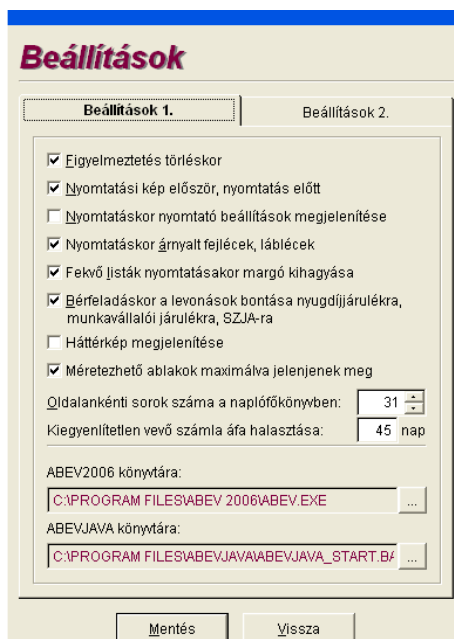 Beállítások
Beállítások 1.
Beállítások 2.
Figyelmeztetés törléskor
Nyomtatási kép először, nyomtatás előtt
Nyomtatáskor nyomtató beállítások megjelenítése
Nyomtatáskor árnyalt fejlécek, láblécek
Fekvő listák nyomtatásakor margó kihagyása
Bérfeladáskor a levonások bontása nyugdíjjárulékra,
munkavállalói járulékra, SZJA-ra
Háttérkép megjelenítése
Méretezhető ablakok maximálva jelenjenek meg
Oldalankénti sorok száma a naplófőkönyvben: 31
Kiegyenlítetlen vevő számla áfa halasztása: 45 nap
ABEV2006 könyvtára:
C:\PROGRAM FILES\ABEV 2006\ABEV.EXE ...
ABEVJAVA könyvtára:
C:\PROGRAM FILES\ABEVJAVA\ABEVJAVA_START.BA ...
Mentés
Vissza